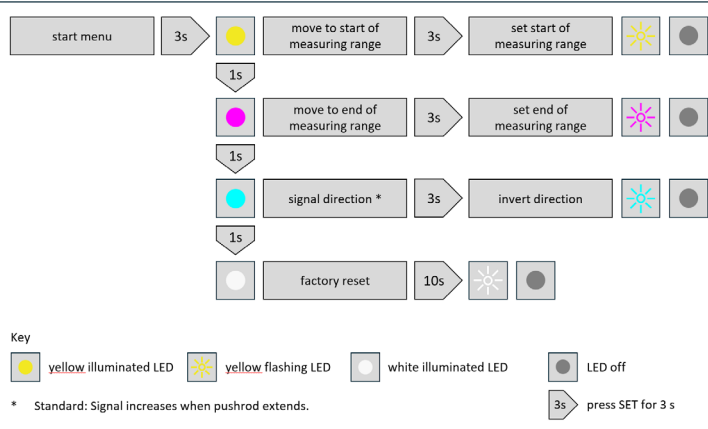 start menu
3s
move to start of
measuring range
3s
set start of
measuring range
1s
move to end of
measuring range
3s
set end of
measuring range
1s
signal direction *
3s
invert direction
1s
factory reset
10s
Key
yellow illuminated LED
yellow flashing LED
white illuminated LED
LED off
* Standard: Signal increases when pushrod extends.
3s
press SET for 3 s